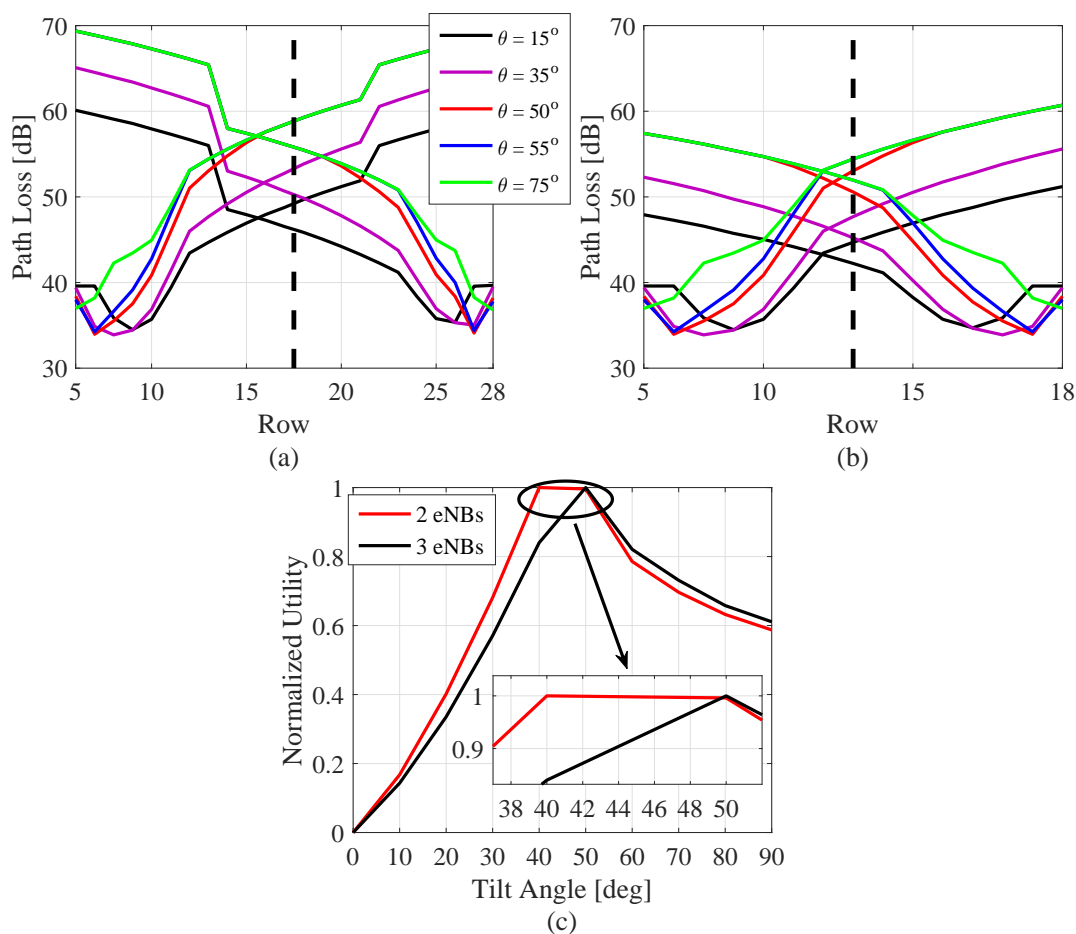 70
60
50
40
30
Path Loss [dB]
5
10
15
20
25
28
Row
(a)
θ = 15°
θ = 35°
θ = 50°
θ = 55°
θ = 75°
70
60
50
40
30
Path Loss [dB]
5
10
15
18
Row
(b)
1
0.8
0.6
0.4
0.2
0
Normalized Utility
2 eNBs
3 eNBs
1
0.9
38 40 42 44 46 48 50
0 10 20 30 40 50 60 70 80 90
Tilt Angle [deg]
(c)